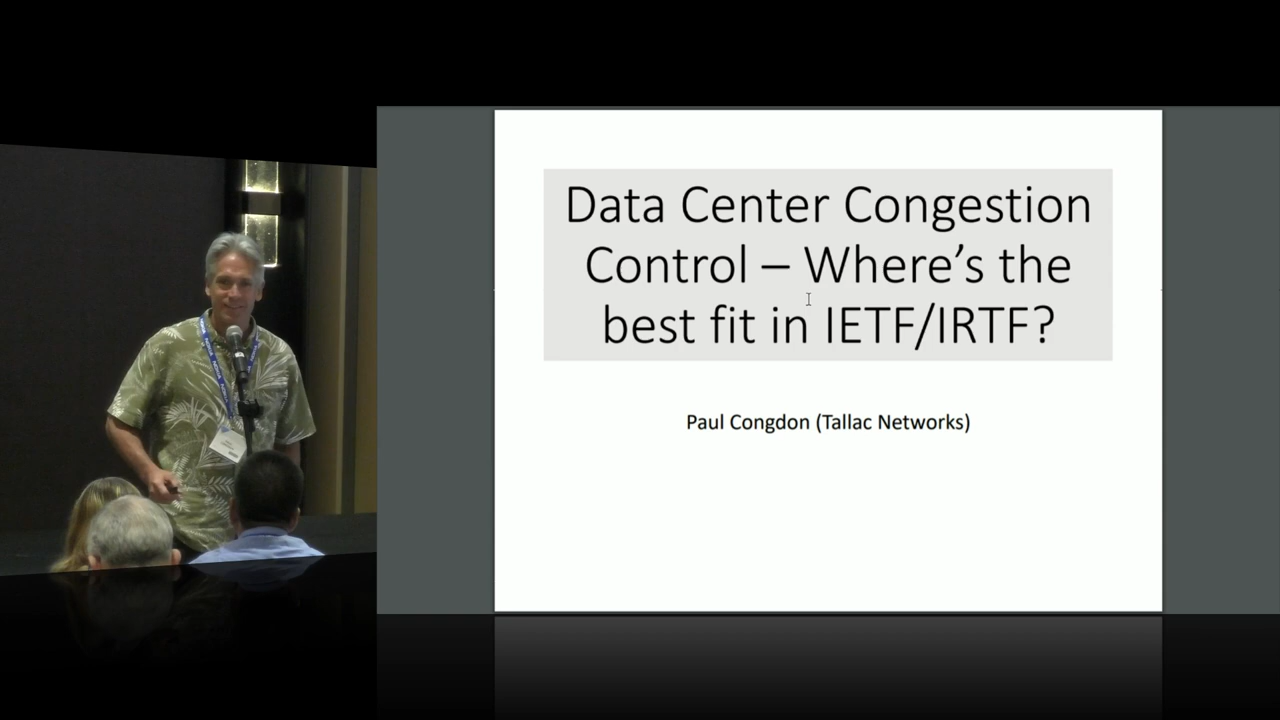 Data Center Congestion
Control – Where's the
best fit in IETF/IRTF?
Paul Congdon (Tallac Networks)